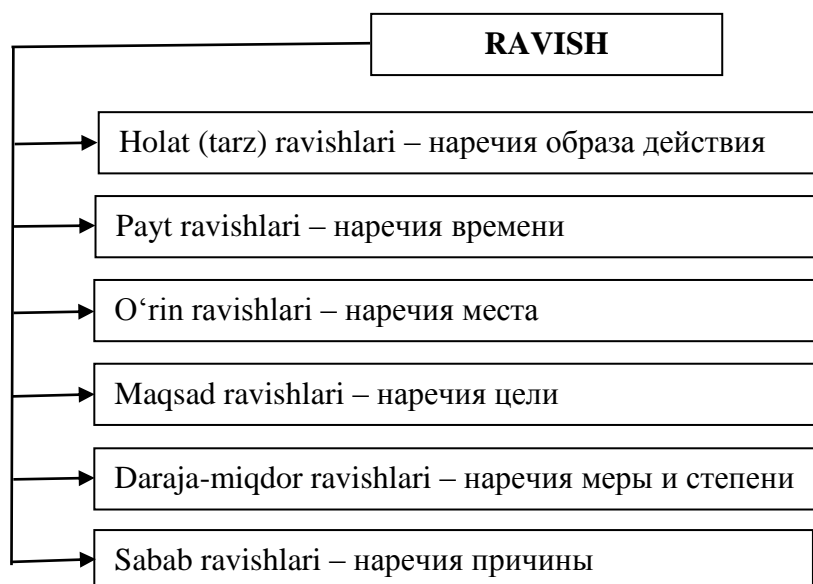 RAVISH
Holat (tarz) ravishlari – наречия образа действия
Payt ravishlari – наречия времени
O‘rin ravishlari – наречия места
Maqsad ravishlari – наречия цели
Daraja-miqdor ravishlari – наречия меры и степени
Sabab ravishlari – наречия причины